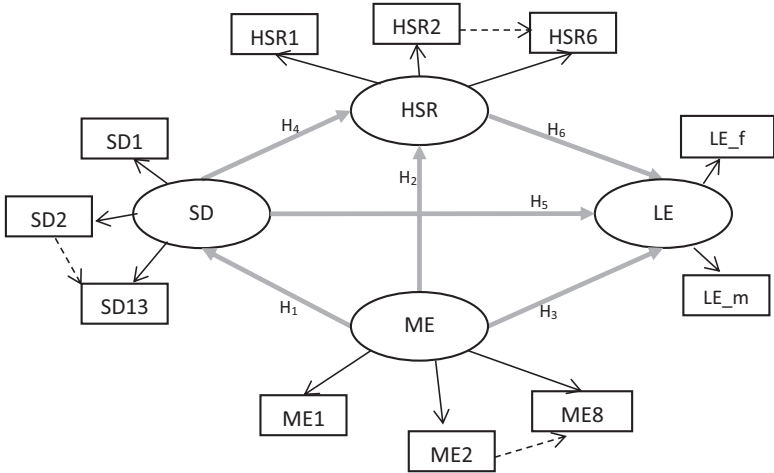 HSR1
HSR2
HSR6
HSR
H₄
H₆
SD1
LE_f
H₂
SD2
SD
H₅
LE
SD13
LE_m
H₁
ME
H₃
ME1
ME2
ME8